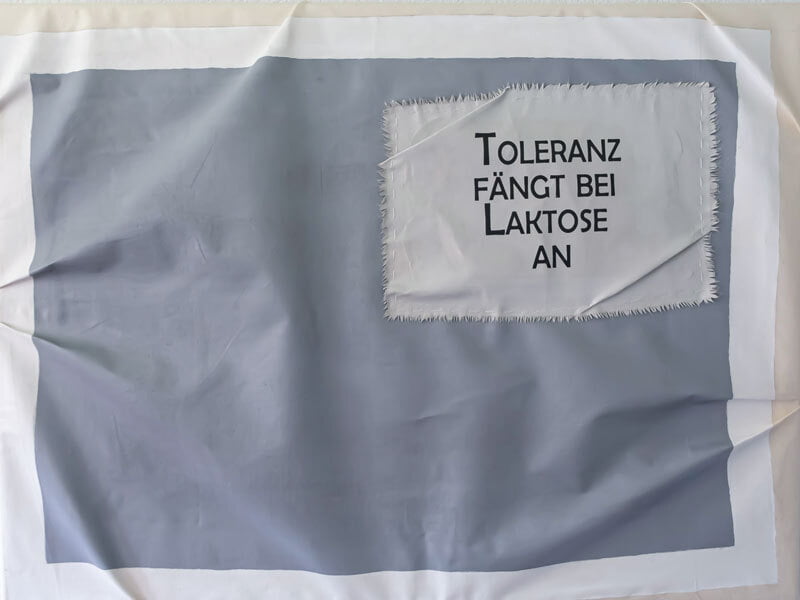 Toleranz
fängt bei
Laktose
an